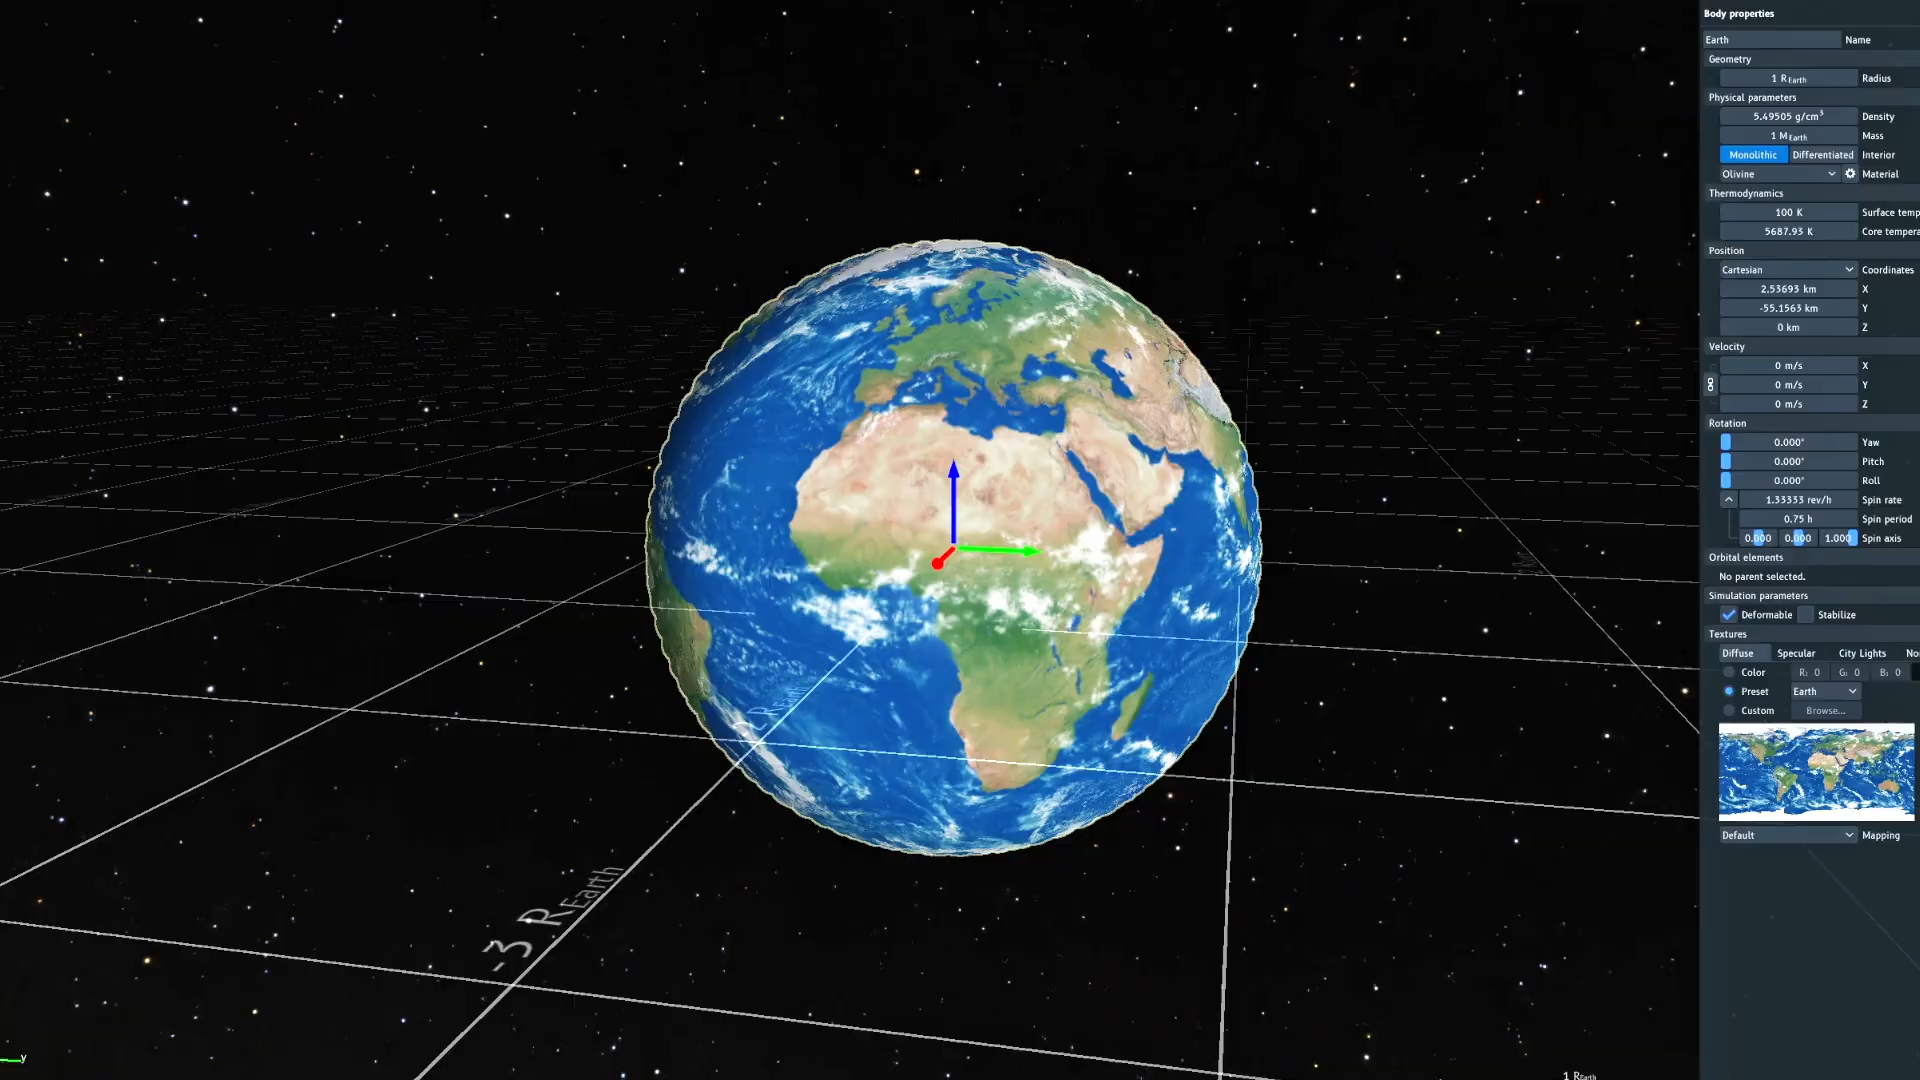 Body properties
Earth Name
Geometry
1 REarth Radius
Physical parameters
5.49505 g/cm³ Density
1 MEarth Mass
Monolithic Differentiated Interior
Olivine Material
Thermodynamics
100 K Surface temp
5687.93 K Core tempera
Position
Cartesian Coordinates
2.53693 km X
-55.1563 km Y
0 km Z
Velocity
0 m/s X
0 m/s Y
0 m/s Z
Rotation
0.000° Yaw
0.000° Pitch
0.000° Roll
1.33333 rev/h Spin rate
0.75 h Spin period
0.000 0.000 1.000 Spin axis
Orbital elements
No parent selected.
Simulation parameters
Deformable Stabilize
Textures
Diffuse Specular City Lights No
Color R: 0 G: 0 B: 0
Preset Earth
Custom Browse...
Default Mapping
-3 REarth
y
1 REarth